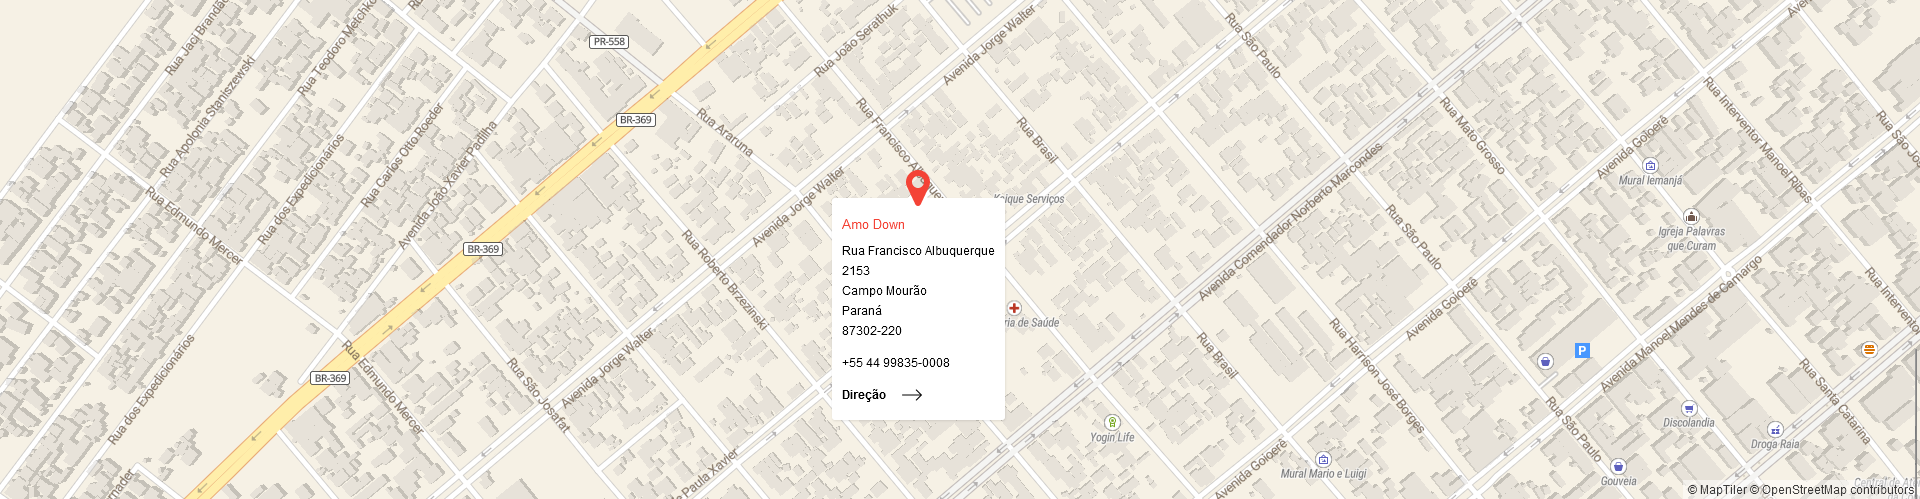 Rua Jaci Brandão
Rua Teodoro Metchko
PR-558
Rua João Serathuk
Avenida Jorge Walter
Rua São Paulo
Rua Apolonia Staniszewski
Rua Carlos Otto Roeder
BR-369
Rua Araruna
Rua Francisco
Rua Brasil
Rua Mato Grosso
Rua Interventor Manoel Ribas
Avenida Goioerê
Rua São Jo
Rua dos Expedicionários
Avenida João Xavier Padilha
Rua Edmundo Mercer
Avenida Jorge Walter
Kaique Serviços
Avenida Comendador Norberto Marondes
Mural Iemanjá
Igreja Palavras
que Curam
Rua São Paulo
BR-369
Rua Roberto Brzezinski
Amo Down
Rua Francisco Albuquerque
2153
Campo Mourão
Paraná
87302-220
+55 44 99835-0008
Direção
ria de Saúde
Avenida Goioerê
Avenida Manoel Mendes de Camargo
Rua Interventor
Rua dos Expedicionários
Rua Edmundo Mercer
BR-369
Rua São Josafat
Avenida Jorge Walter
Rua Brasil
Rua Harrison José Borges
P
Rua Santa Catarina
Yogin Life
Discolandia
Droga Raia
Rua São Paulo
de Paula Xavier
Avenida Goioerê
Mural Mario e Luigi
Gouveia
© MapTiler © OpenStreetMap contributors